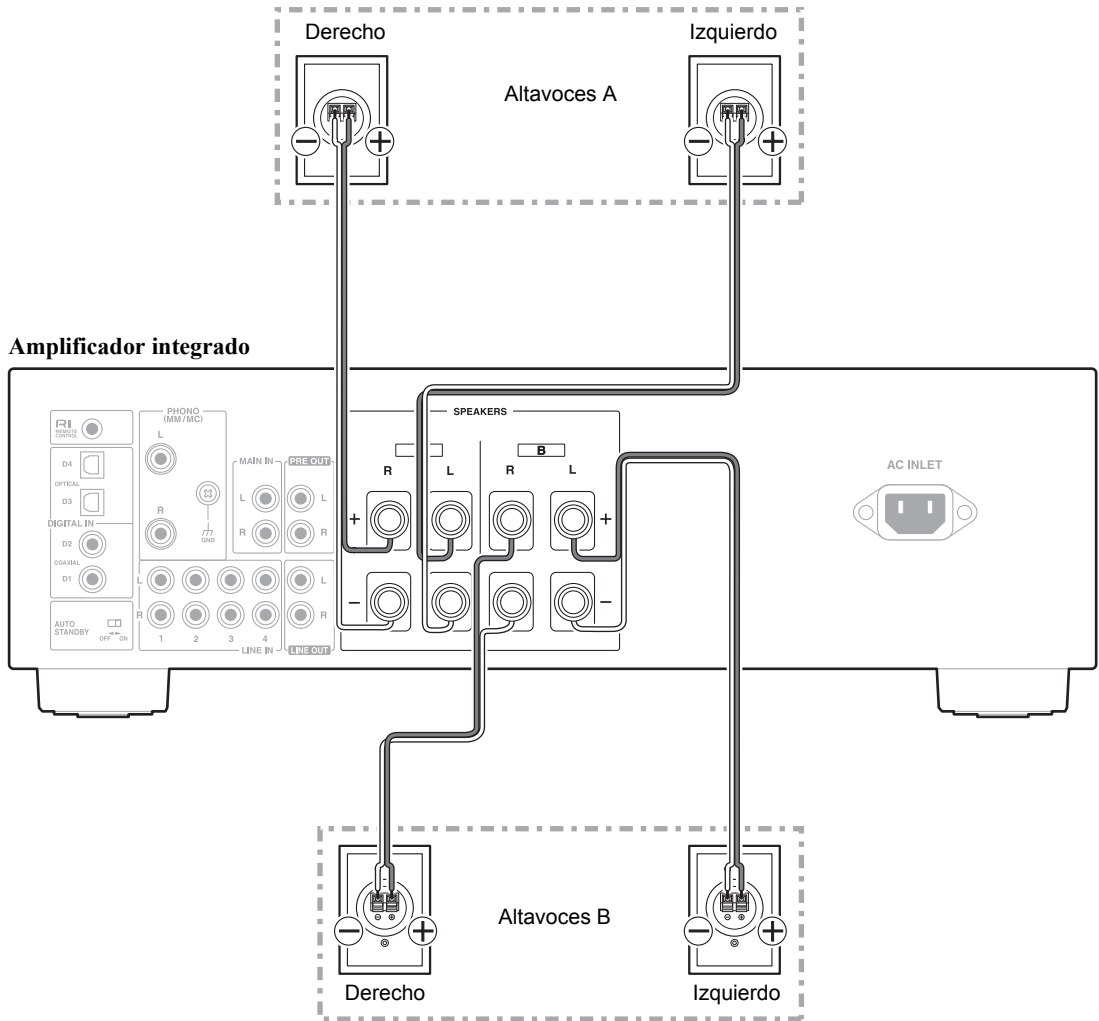 Derecho
Izquierdo
Altavoces A
− +
− +
Amplificador integrado
RI
REMOTE
CONTROL
PHONO
(MM/MC)
L
R
GND
D4
OPTICAL
D3
DIGITAL IN
D2
COAXIAL
D1
AUTO
STANDBY
OFF ON
MAIN IN
L
R
PRE OUT
L
R
L
R
1 2 3 4
LINE IN
L
R
LINE OUT
SPEAKERS
B
R L R L
+ +
− −
AC INLET
− +
− +
Altavoces B
Derecho
Izquierdo